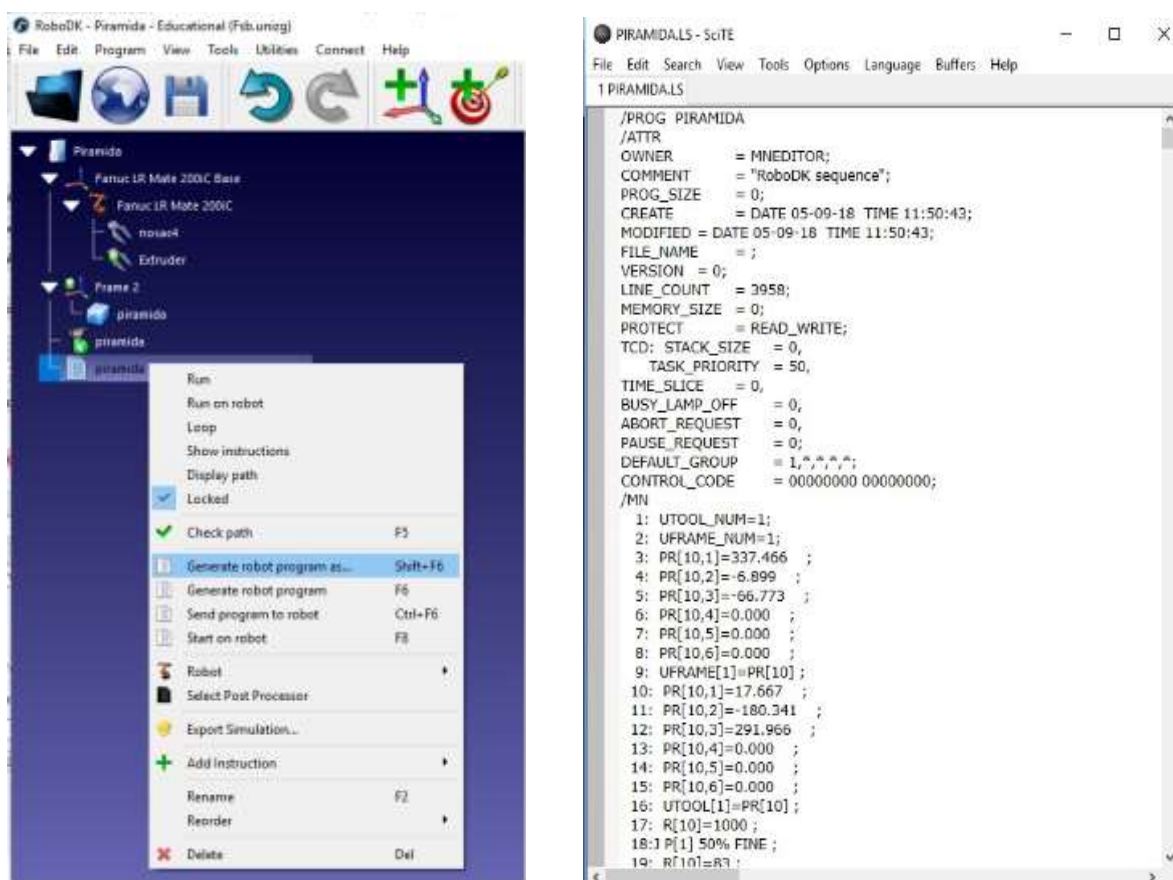 RoboDK - Piramida - Educational (Fsb.unizg)
File Edit Program View Tools Utilities Connect Help
Piramida
Fanuc LR Mate 200iC Base
Fanuc LR Mate 200iC
nosac4
Extruder
Frame 2
piramida
piramida
piramida
Run
Run on robot
Loop
Show instructions
Display path
Locked
Check path F5
Generate robot program as... Shift+F6
Generate robot program F6
Send program to robot Ctrl+F6
Start on robot F8
Robot
Select Post Processor
Export Simulation...
Add Instruction
Rename F2
Reorder
Delete Del
PIRAMIDA.LS - SciTE
File Edit Search View Tools Options Language Buffers Help
1 PIRAMIDA.LS
/PROG PIRAMIDA
/ATTR
OWNER = MNEDITOR;
COMMENT = "RoboDK sequence";
PROG_SIZE = 0;
CREATE = DATE 05-09-18 TIME 11:50:43;
MODIFIED = DATE 05-09-18 TIME 11:50:43;
FILE_NAME = ;
VERSION = 0;
LINE_COUNT = 3958;
MEMORY_SIZE = 0;
PROTECT = READ_WRITE;
TCD: STACK_SIZE = 0,
TASK_PRIORITY = 50,
TIME_SLICE = 0,
BUSY_LAMP_OFF = 0,
ABORT_REQUEST = 0,
PAUSE_REQUEST = 0;
DEFAULT_GROUP = 1,*,*,*,*;
CONTROL_CODE = 00000000 00000000;
/MN
1: UTOOL_NUM=1;
2: UFRAME_NUM=1;
3: PR[10,1]=337.466 ;
4: PR[10,2]=-6.899 ;
5: PR[10,3]=-66.773 ;
6: PR[10,4]=0.000 ;
7: PR[10,5]=0.000 ;
8: PR[10,6]=0.000 ;
9: UFRAME[1]=PR[10] ;
10: PR[10,1]=17.667 ;
11: PR[10,2]=-180.341 ;
12: PR[10,3]=291.966 ;
13: PR[10,4]=0.000 ;
14: PR[10,5]=0.000 ;
15: PR[10,6]=0.000 ;
16: UTOOL[1]=PR[10] ;
17: R[10]=1000 ;
18:J P[1] 50% FINE ;
19: R[10]=83 ;